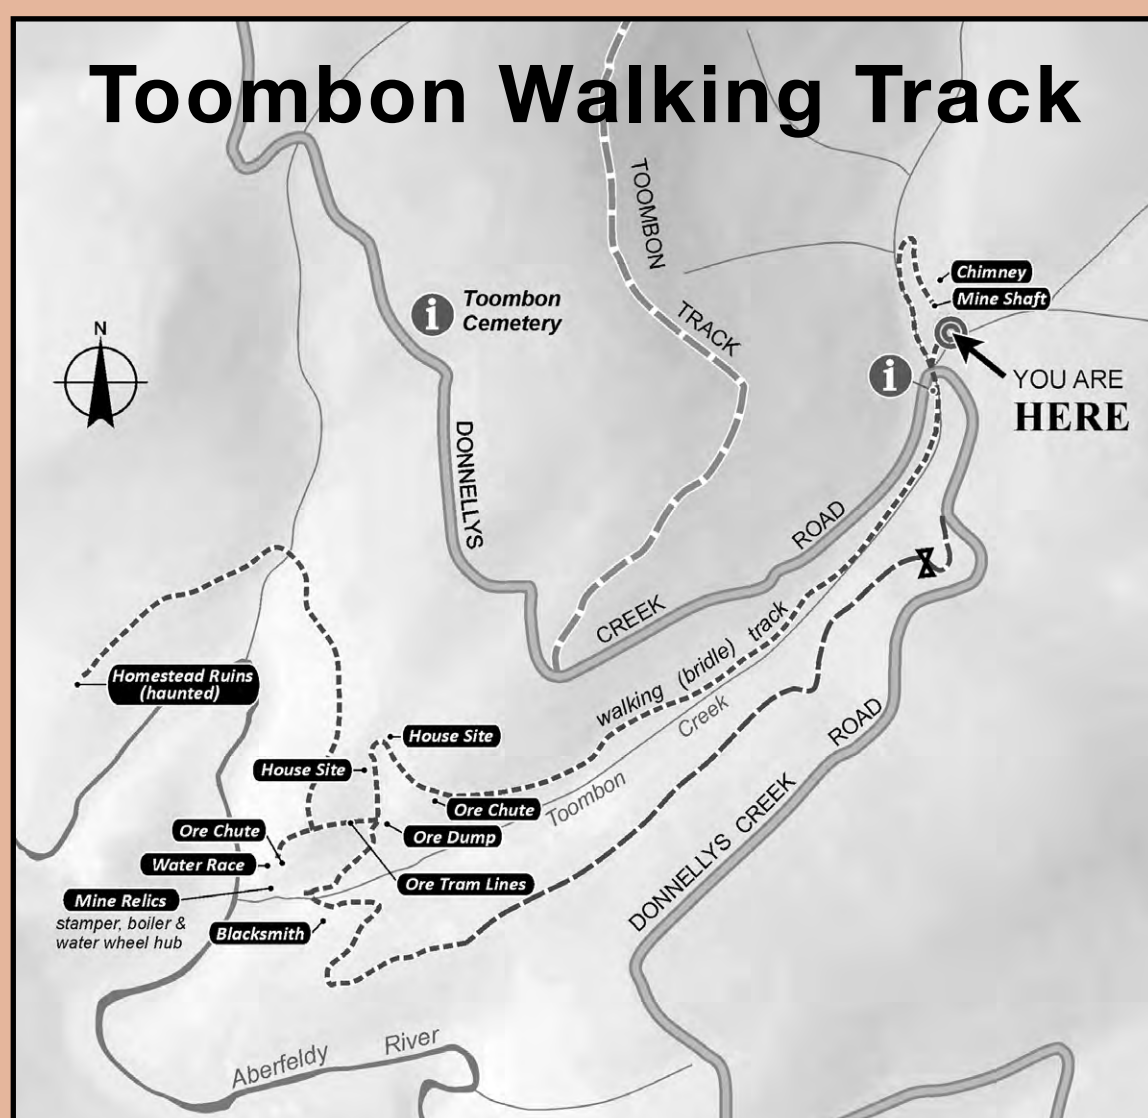 Toombon Walking Track
TOOMBON
TRACK
Chimney
Mine Shaft
i
Toombon
Cemetery
N
i
YOU ARE
HERE
DONNELLYS
CREEK
ROAD
walking (bridle) track
Toombon
Creek
DONNELLYS CREEK
ROAD
Homestead Ruins
(haunted)
House Site
House Site
Ore Chute
Ore Chute
Ore Dump
Water Race
Ore Tram Lines
Mine Relics
stamper, boiler &
water wheel hub
Blacksmith
Aberfeldy
River